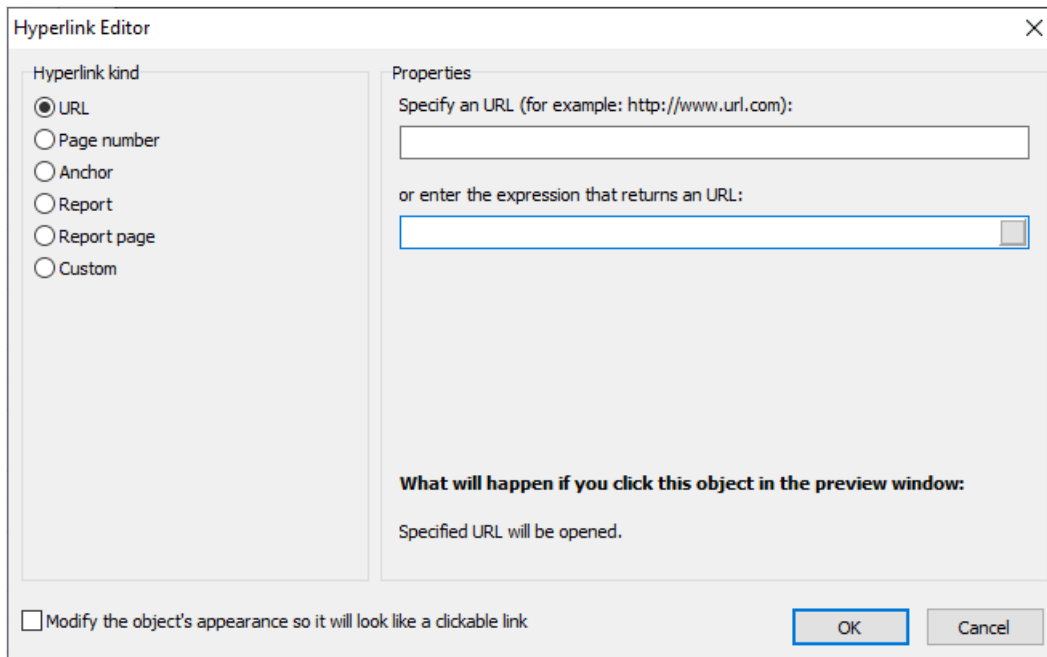 Hyperlink Editor
Hyperlink kind
URL
Page number
Anchor
Report
Report page
Custom
Properties
Specify an URL (for example: http://www.url.com):
or enter the expression that returns an URL:
What will happen if you click this object in the preview window:
Specified URL will be opened.
Modify the object's appearance so it will look like a clickable link
OK
Cancel